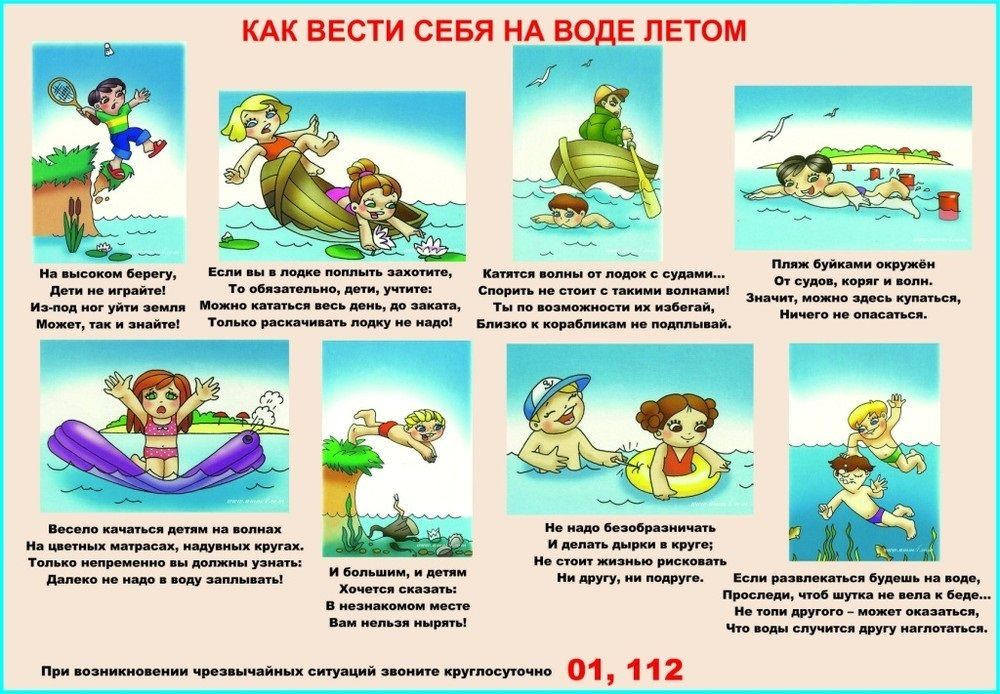 КАК ВЕСТИ СЕБЯ НА ВОДЕ ЛЕТОМ
На высоком берегу,
Дети не играйте!
Из-под ног уйти земля
Может, так и знайте!
Если вы в лодке поплыть захотите,
То обязательно, дети, учтите:
Можно кататься весь день, до заката,
Только раскачивать лодку не надо!
Катятся волны от лодок с судами...
Спорить не стоит с такими волнами!
Ты по возможности их избегай,
Близко к корабликам не подплывай.
Пляж буйками окружён
От судов, коряг и волн.
Значит, можно здесь купаться,
Ничего не опасаться.
Весело качаться детям на волнах
На цветных матрасах, надувных кругах.
Только непременно вы должны узнать:
Далеко не надо в воду заплывать!
И большим, и детям
Хочется сказать:
В незнакомом месте
Вам нельзя нырять!
Не надо безобразничать
И делать дырки в круге;
Не стоит жизнью рисковать
Ни другу, ни подруге.
Если развлекаться будешь на воде,
Проследи, чтоб шутка не вела к беде...
Не топи другого – может оказаться,
Что воды случится другу наглотаться.
При возникновении чрезвычайных ситуаций звоните круглосуточно 01, 112